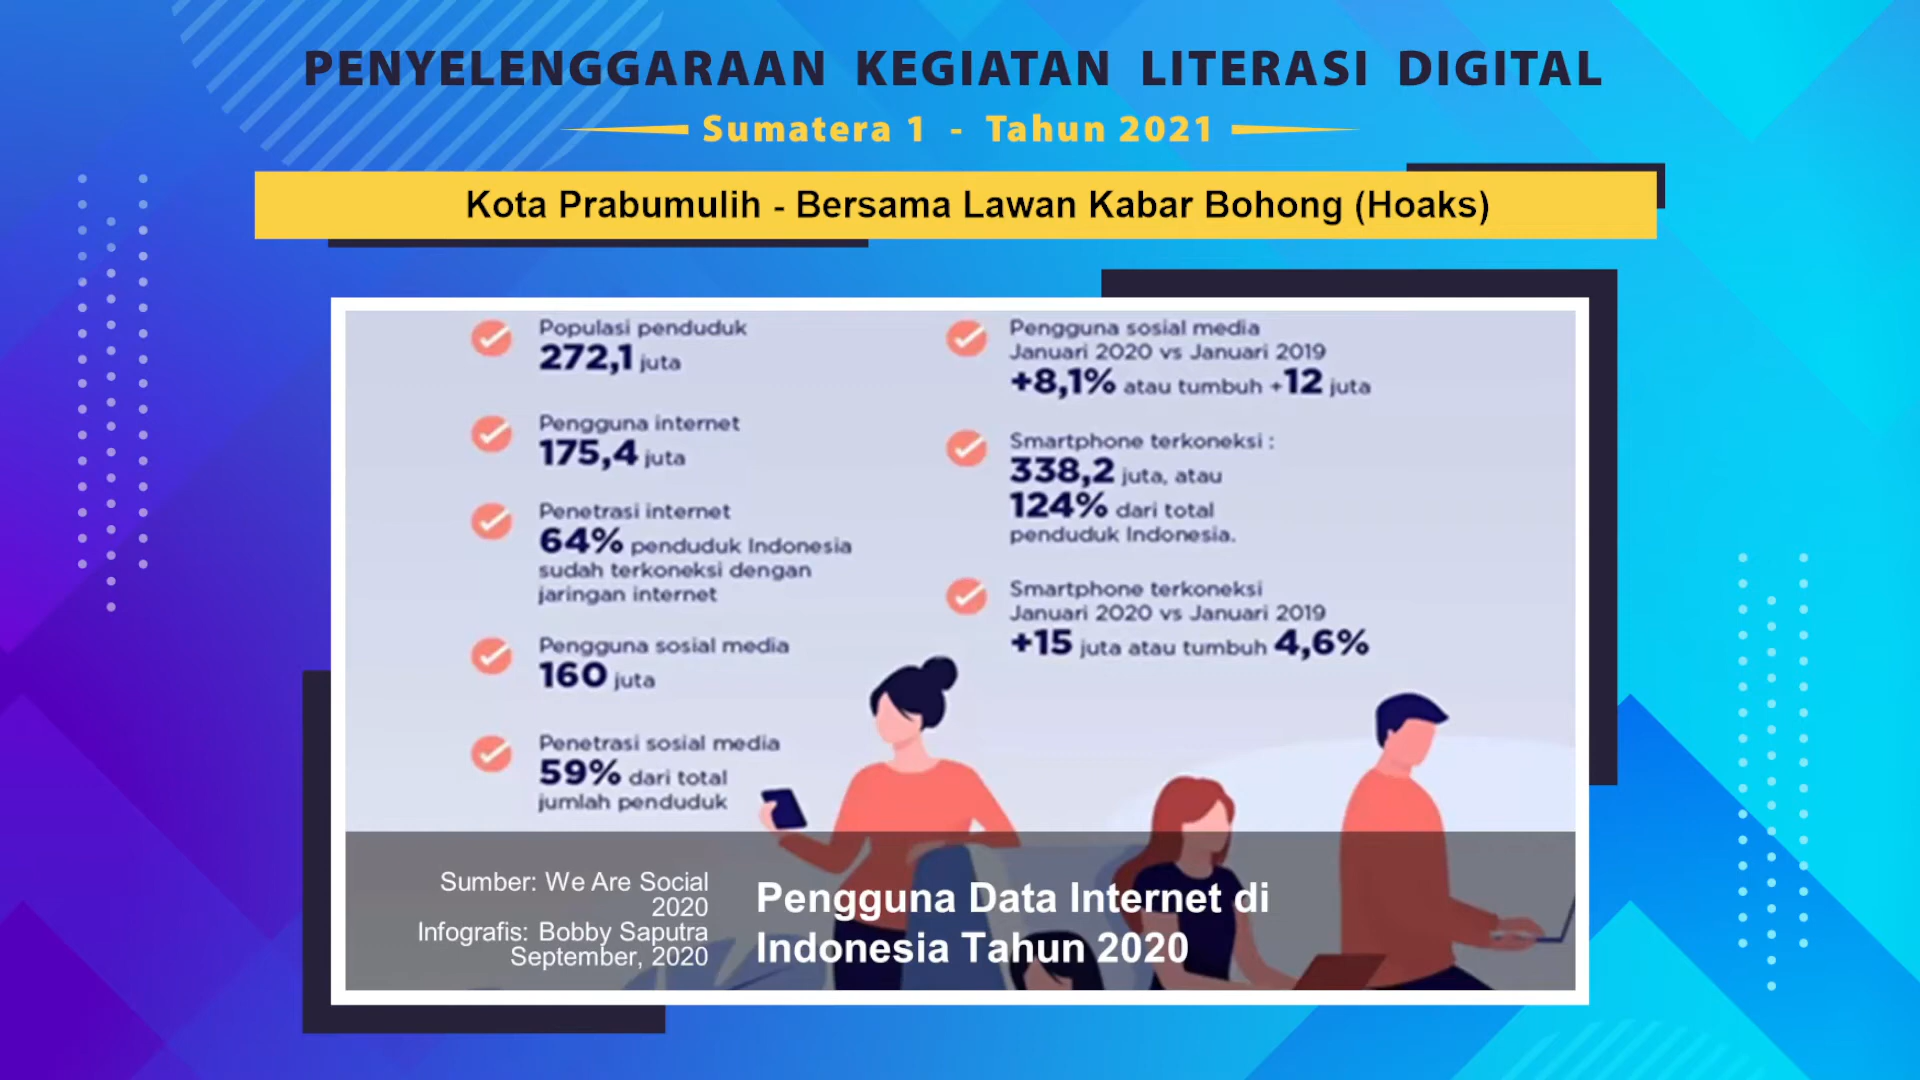 PENYELENGGARAAN KEGIATAN LITERASI DIGITAL
Sumatera 1 - Tahun 2021
Kota Prabumulih - Bersama Lawan Kabar Bohong (Hoaks)
Populasi penduduk
272,1 juta
Pengguna internet
175,4 juta
Penetrasi internet
64% penduduk Indonesia
sudah terkoneksi dengan
jaringan internet
Pengguna sosial media
160 juta
Penetrasi sosial media
59% dari total
jumlah penduduk
Pengguna sosial media
Januari 2020 vs Januari 2019
+8,1% atau tumbuh +12 juta
Smartphone terkoneksi :
338,2 juta, atau
124% dari total
penduduk Indonesia.
Smartphone terkoneksi
Januari 2020 vs Januari 2019
+15 juta atau tumbuh 4,6%
Sumber: We Are Social
2020
Infografis: Bobby Saputra
September, 2020
Pengguna Data Internet di
Indonesia Tahun 2020